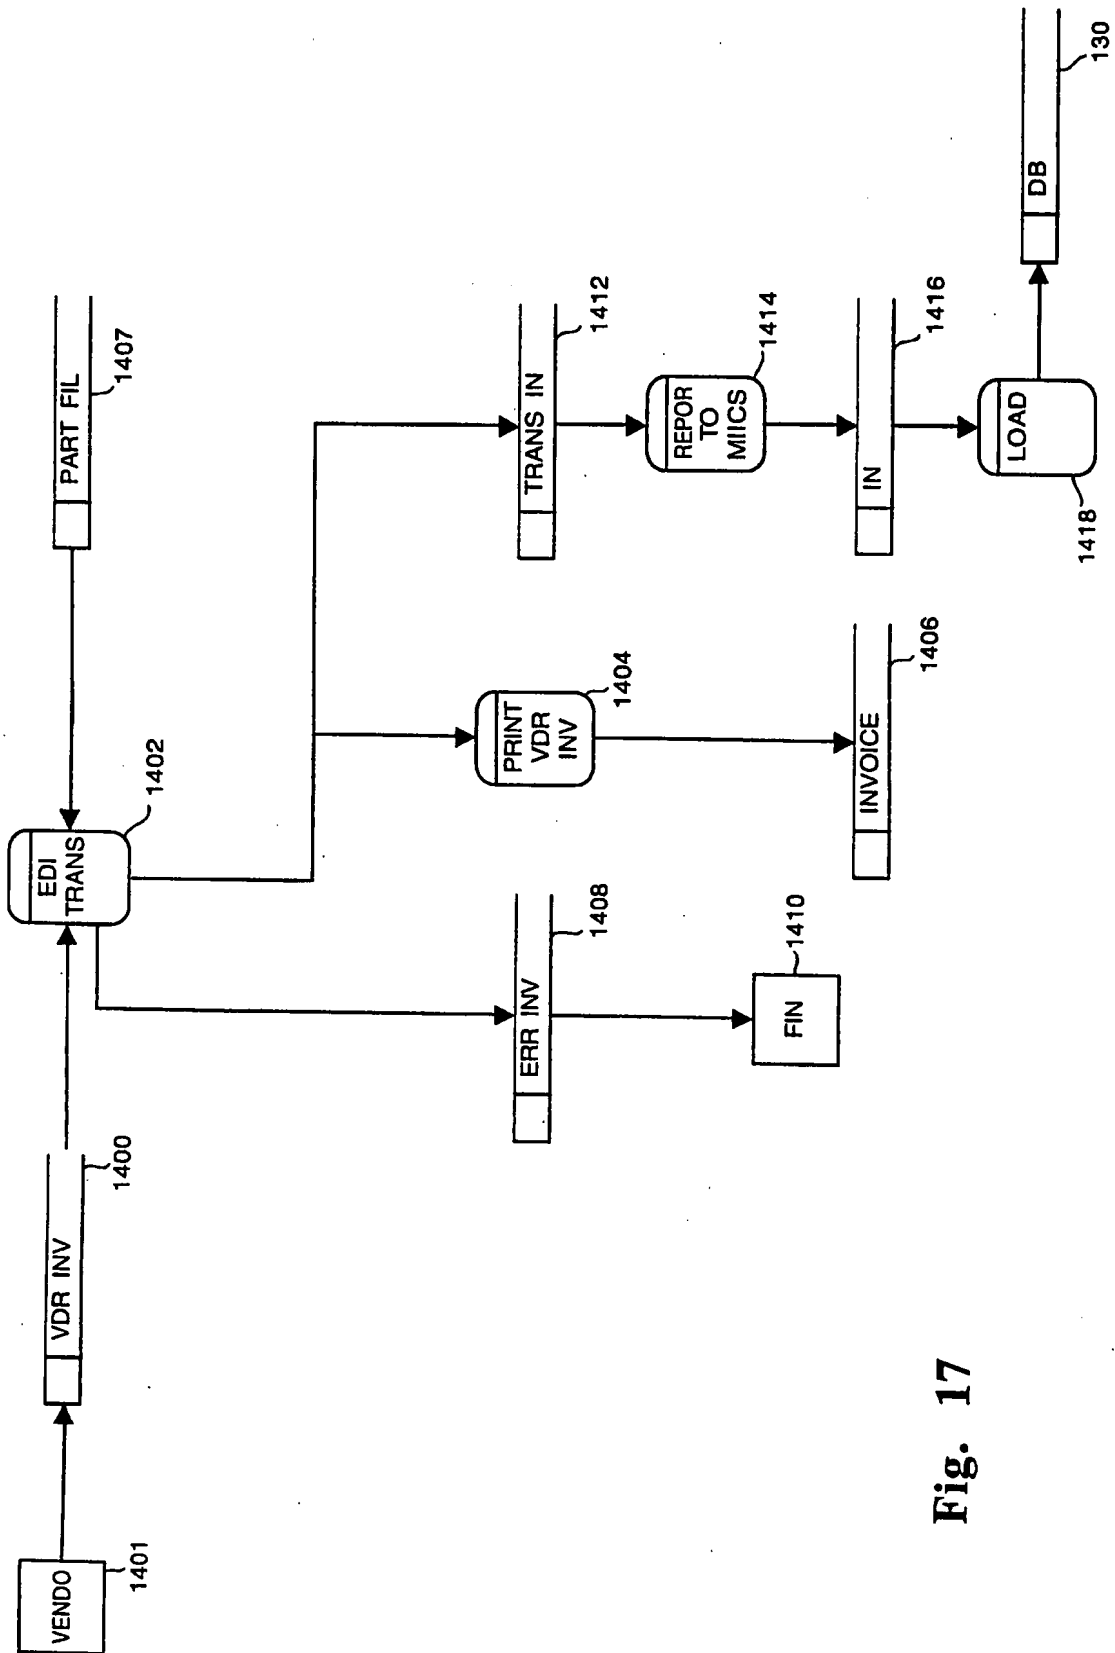 VENDO
1401
VDR INV
1400
EDI
TRANS
1402
PART FIL
1407
ERR INV
1408
FIN
1410
PRINT
VDR
INV
1404
INVOICE
1406
TRANS IN
1412
REPOR
TO
MIICS
1414
IN
1416
LOAD
1418
DB
130
Fig. 17